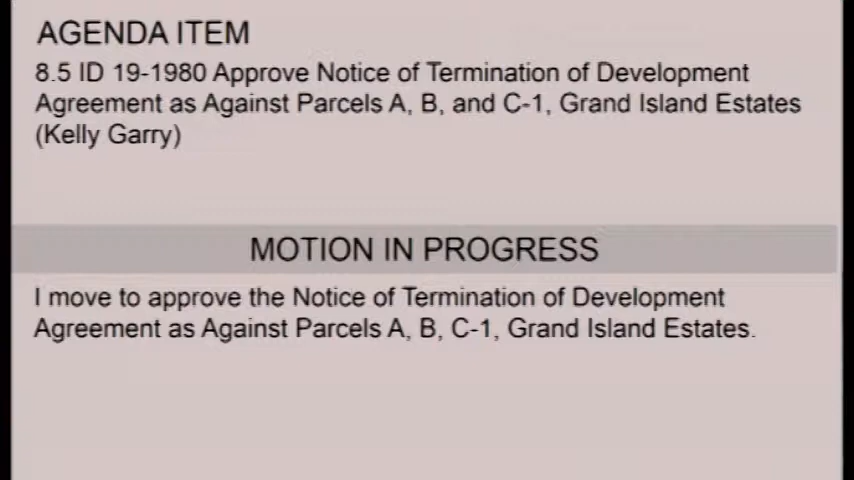 AGENDA ITEM
8.5 ID 19-1980 Approve Notice of Termination of Development
Agreement as Against Parcels A, B, and C-1, Grand Island Estates
(Kelly Garry)
MOTION IN PROGRESS
I move to approve the Notice of Termination of Development
Agreement as Against Parcels A, B, C-1, Grand Island Estates.